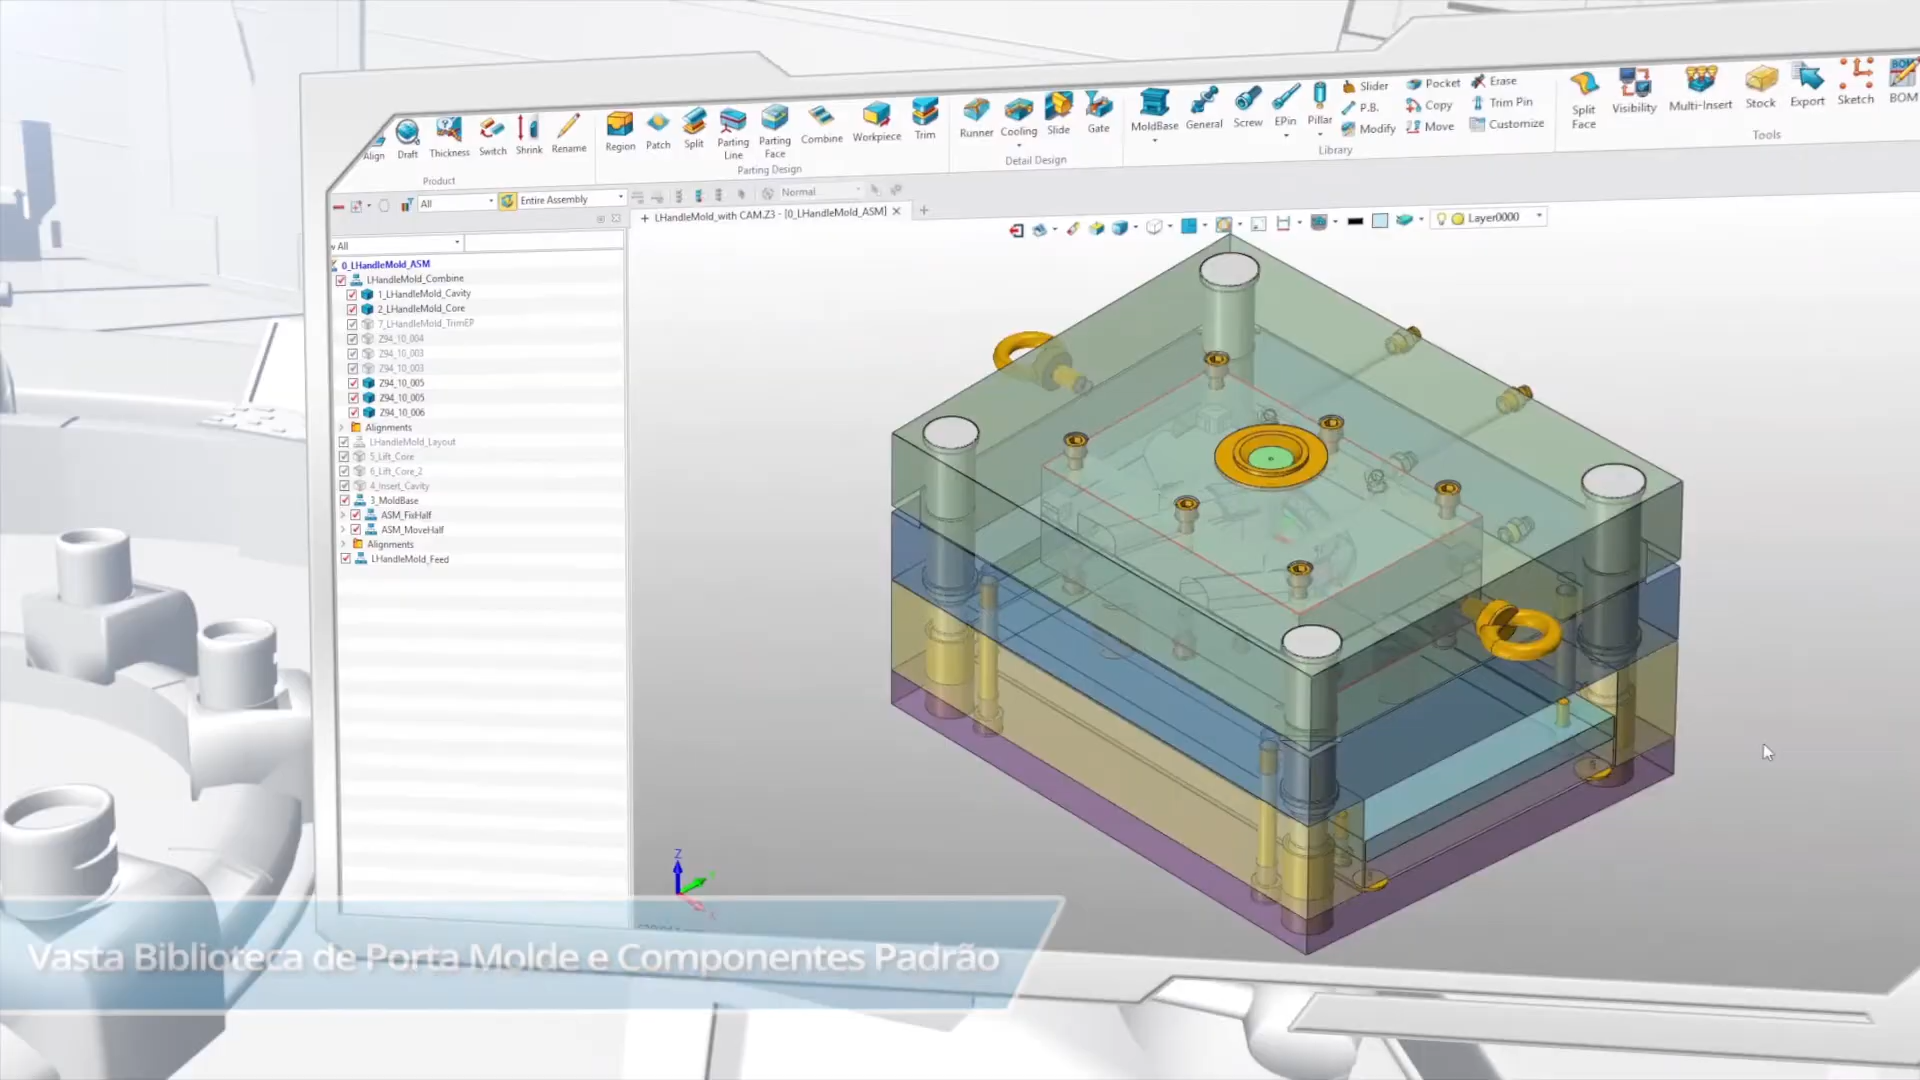 Align
Draft
Thickness
Switch
Shrink
Rename
Product
Region
Patch
Split
Parting Line
Parting Face
Combine
Workpiece
Trim
Parting Design
Runner
Cooling
Slide
Gate
Detail Design
MoldBase
General
Screw
EPin
Pillar
Slider
P.B.
Modify
Pocket
Copy
Move
Erase
Trim Pin
Customize
Library
Split Face
Visibility
Multi-Insert
Stock
Export
Sketch
BOM
Tools
All
Entire Assembly
Normal
LHandleMold_with CAM.Z3 - [0_LHandleMold_ASM]
Layer0000
All
0_LHandleMold_ASM
LHandleMold_Combine
1_LHandleMold_Cavity
2_LHandleMold_Core
7_LHandleMold_TrimEP
Z94_10_004
Z94_10_003
Z94_10_003
Z94_10_005
Z94_10_005
Z94_10_006
Alignments
LHandleMold_Layout
5_Lift_Core
6_Lift_Core_2
4_Insert_Cavity
3_MoldBase
ASM_FixHalf
ASM_MoveHalf
Alignments
LHandleMold_Feed
Z
Vasta Biblioteca de Porta Molde e Componentes Padrão